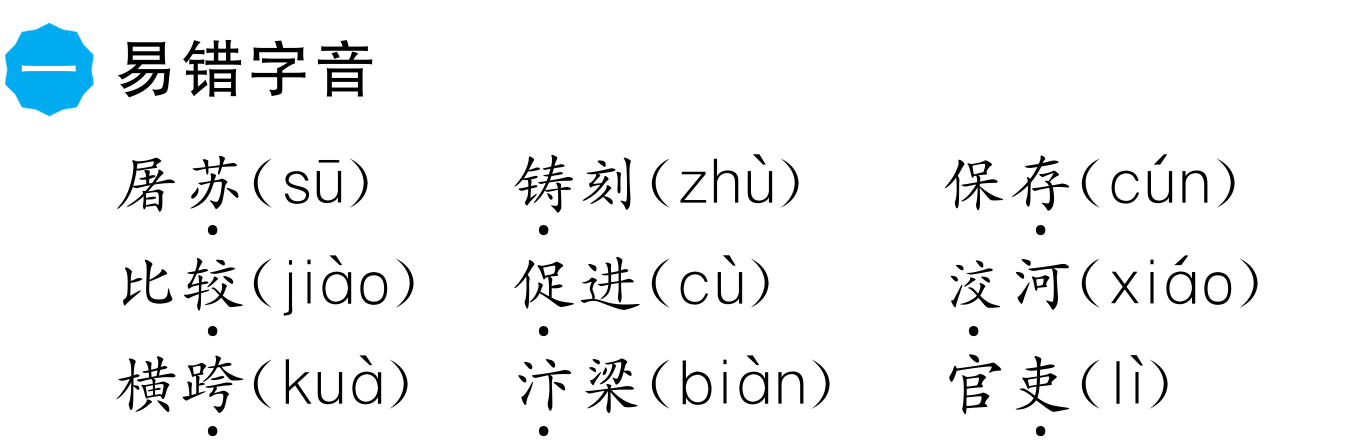 一 易错字音
屠苏(sū) 铸刻(zhù) 保存(cún)
比较(jiào) 促进(cù) 洨河(xiáo)
横跨(kuà) 汴梁(biàn) 官吏(lì)